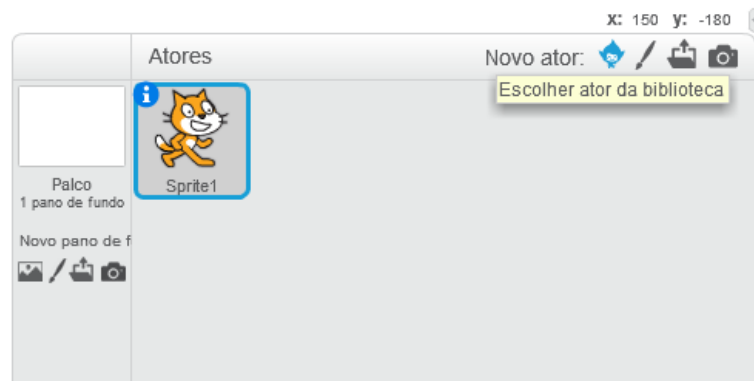 x: 150 y: -180
Atores
Novo ator:
Escolher ator da biblioteca
i
Sprite1
Palco
1 pano de fundo
Novo pano de f